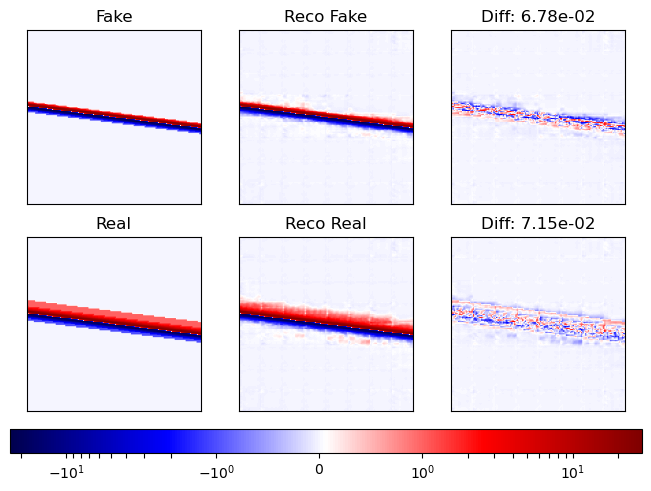 Fake Reco Fake Diff: 6.78e-02
Real Reco Real Diff: 7.15e-02
−10¹ −10⁰ 0 10⁰ 10¹